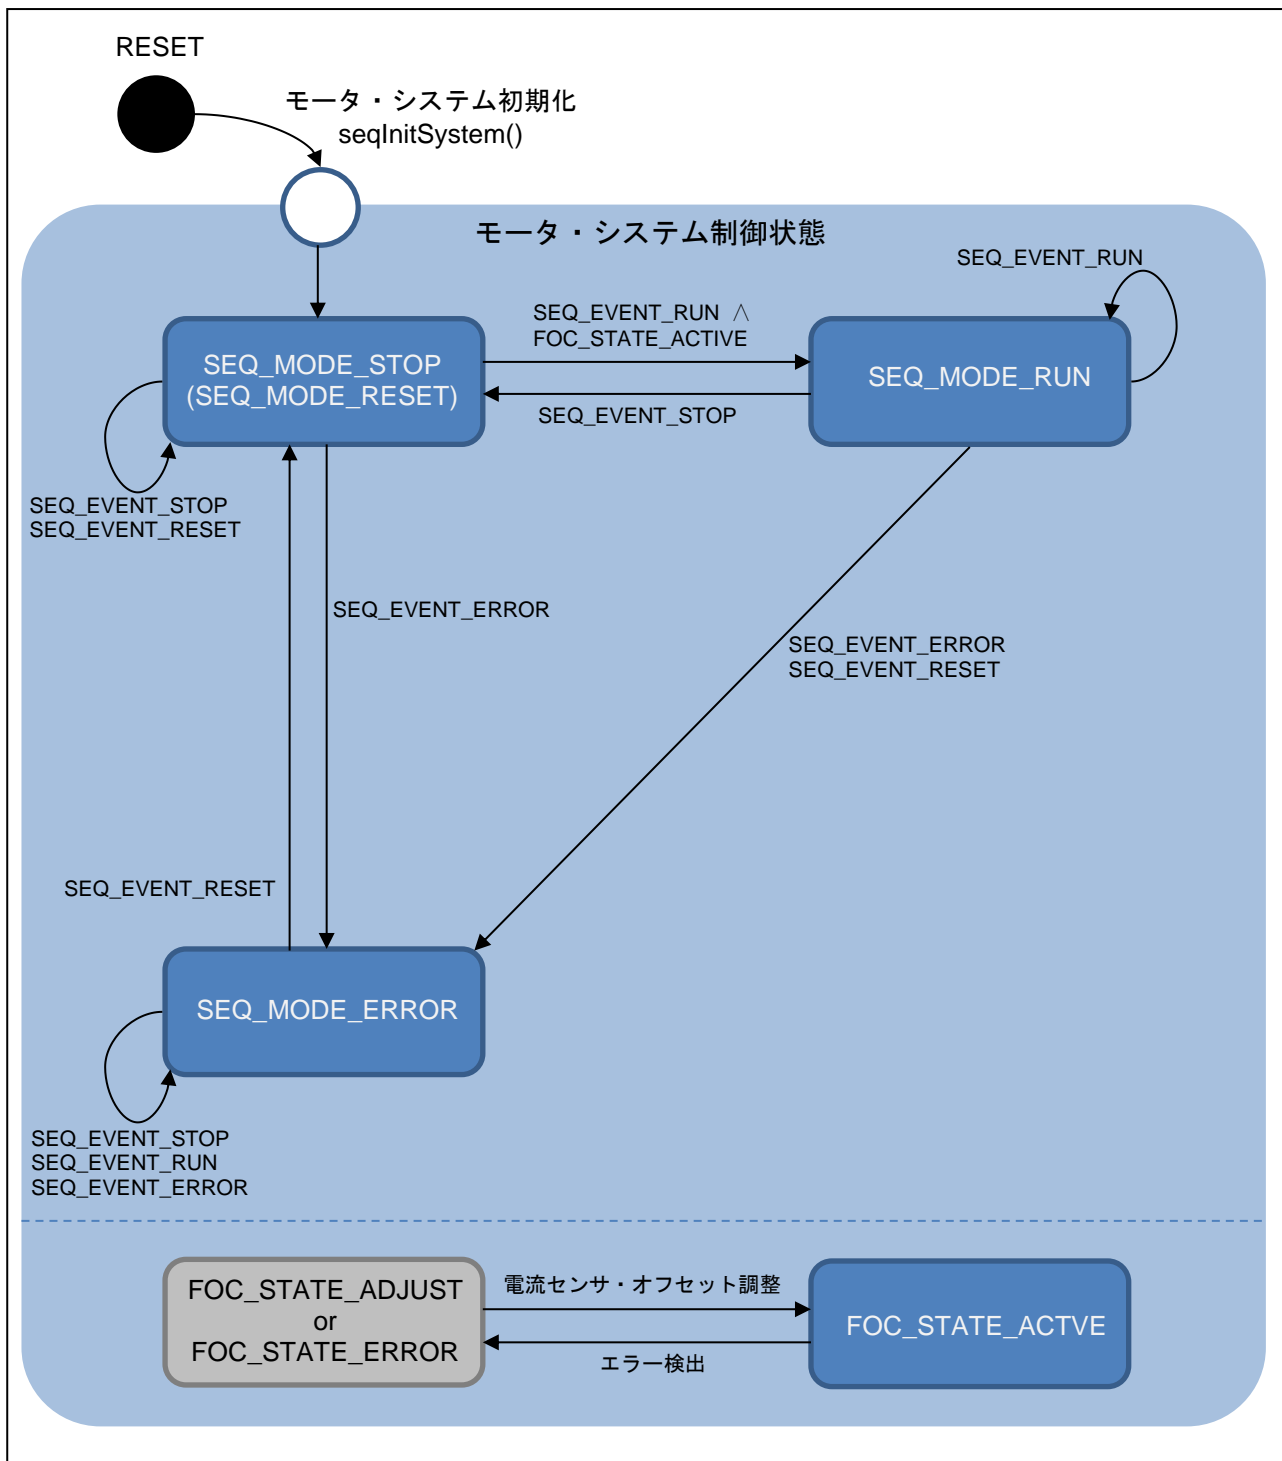 RESET
モータ・システム初期化
seqInitSystem()
モータ・システム制御状態
SEQ_EVENT_RUN
SEQ_EVENT_RUN ∧
FOC_STATE_ACTIVE
SEQ_MODE_STOP
(SEQ_MODE_RESET)
SEQ_MODE_RUN
SEQ_EVENT_STOP
SEQ_EVENT_STOP
SEQ_EVENT_RESET
SEQ_EVENT_ERROR
SEQ_EVENT_ERROR
SEQ_EVENT_RESET
SEQ_EVENT_RESET
SEQ_MODE_ERROR
SEQ_EVENT_STOP
SEQ_EVENT_RUN
SEQ_EVENT_ERROR
FOC_STATE_ADJUST
or
FOC_STATE_ERROR
電流センサ・オフセット調整
エラー検出
FOC_STATE_ACTVE